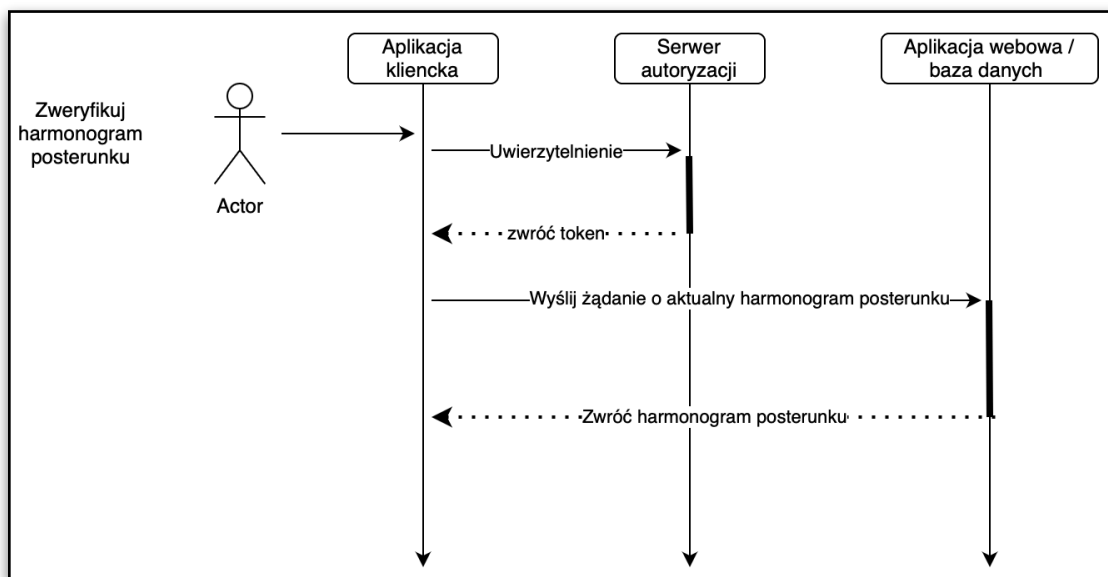 Aplikacja
kliencka
Serwer
autoryzacji
Aplikacja webowa /
baza danych
Zweryfikuj
harmonogram
posterunku
Actor
Uwierzytelnienie
zwróć token
Wyślij żądanie o aktualny harmonogram posterunku
Zwróć harmonogram posterunku